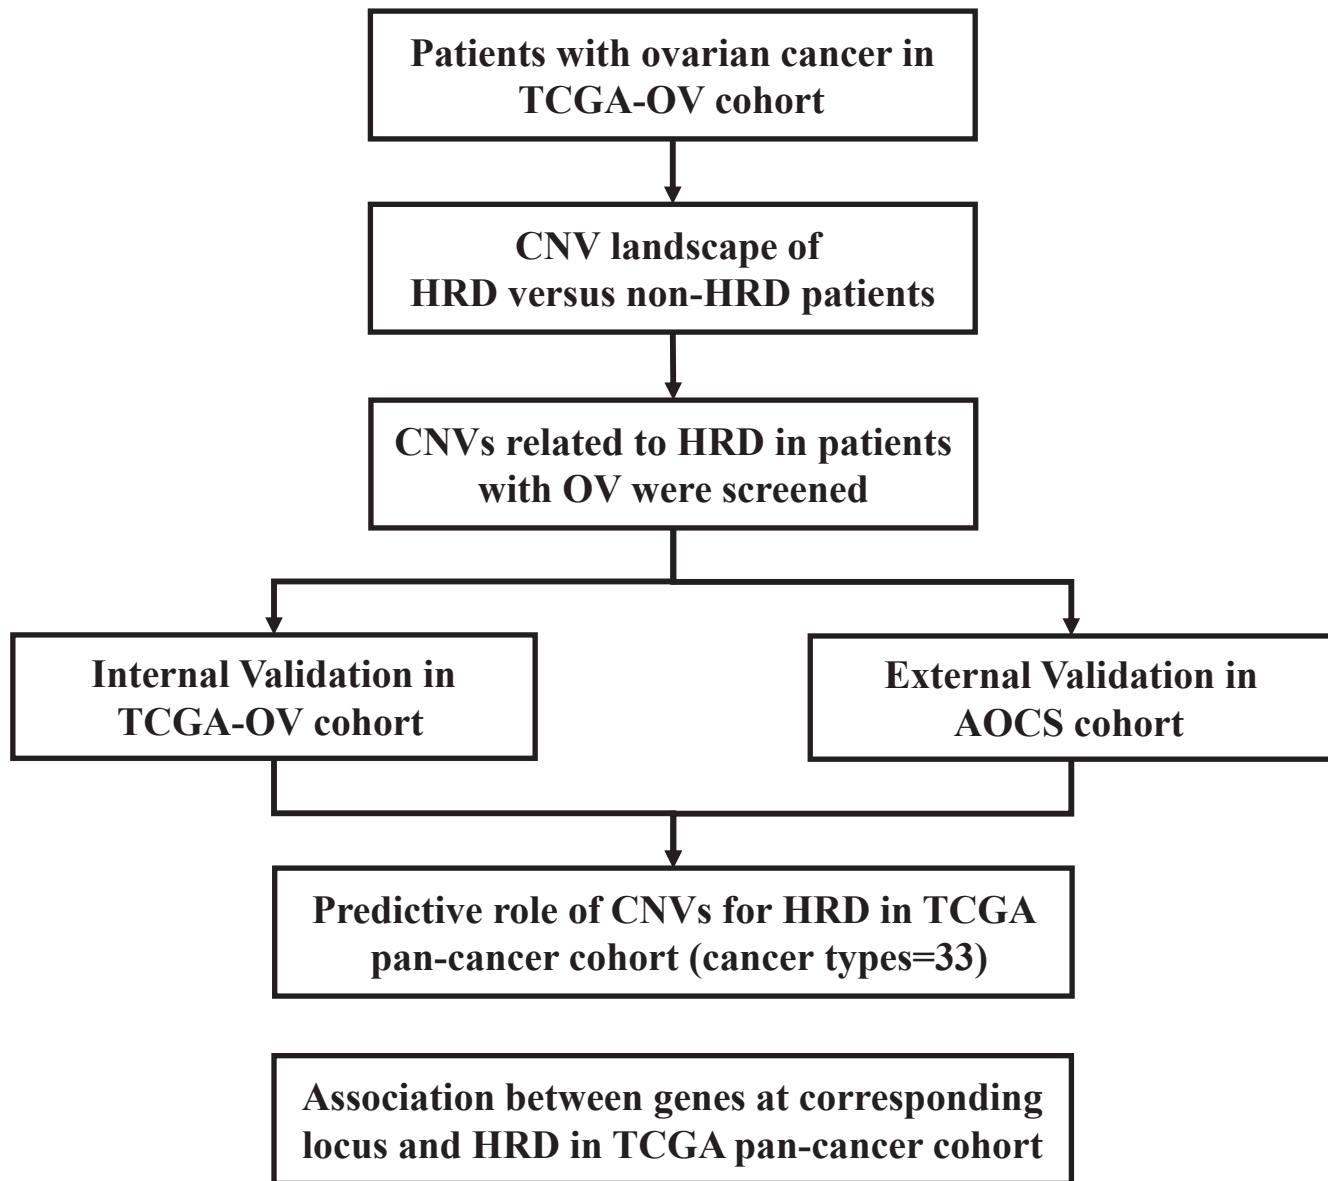 Patients with ovarian cancer in
TCGA-OV cohort
CNV landscape of
HRD versus non-HRD patients
CNVs related to HRD in patients
with OV were screened
Internal Validation in
TCGA-OV cohort
External Validation in
AOCS cohort
Predictive role of CNVs for HRD in TCGA
pan-cancer cohort (cancer types=33)
Association between genes at corresponding
locus and HRD in TCGA pan-cancer cohort